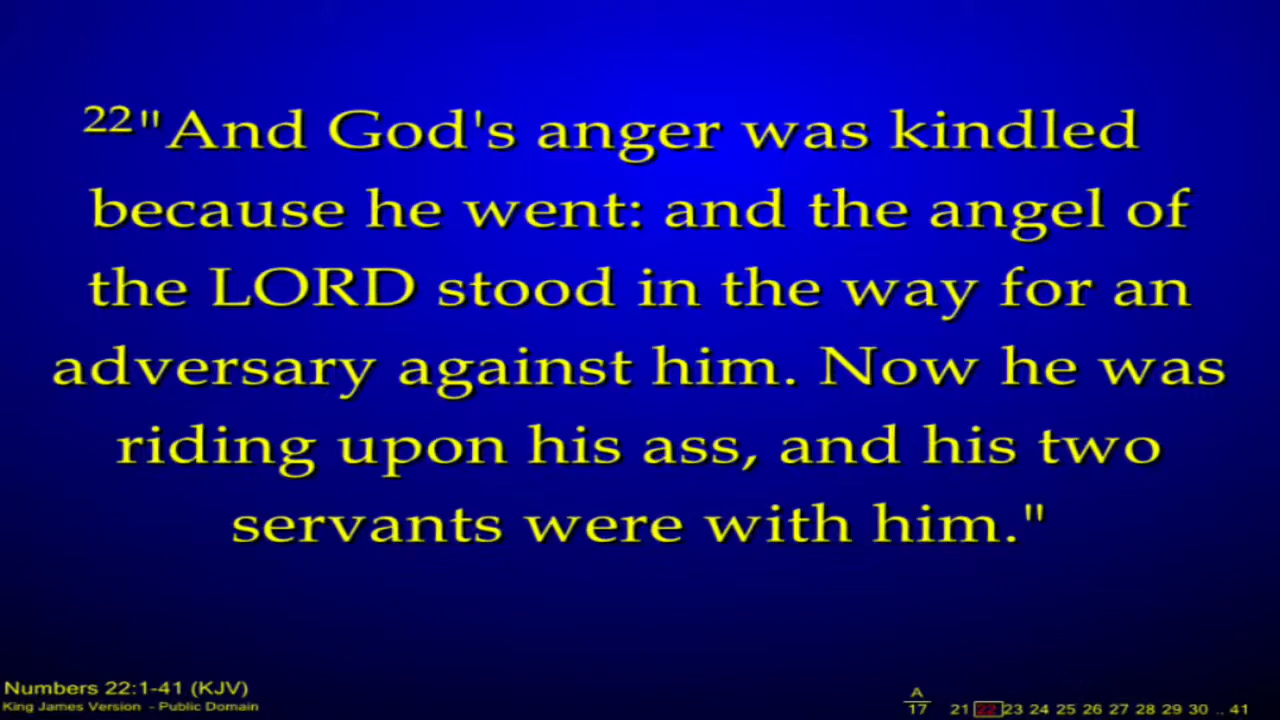 22"And God's anger was kindled
because he went: and the angel of
the LORD stood in the way for an
adversary against him. Now he was
riding upon his ass, and his two
servants were with him."
Numbers 22:1-41 (KJV)
King James Version - Public Domain
A
17 21 22 23 24 25 26 27 28 29 30 .. 41